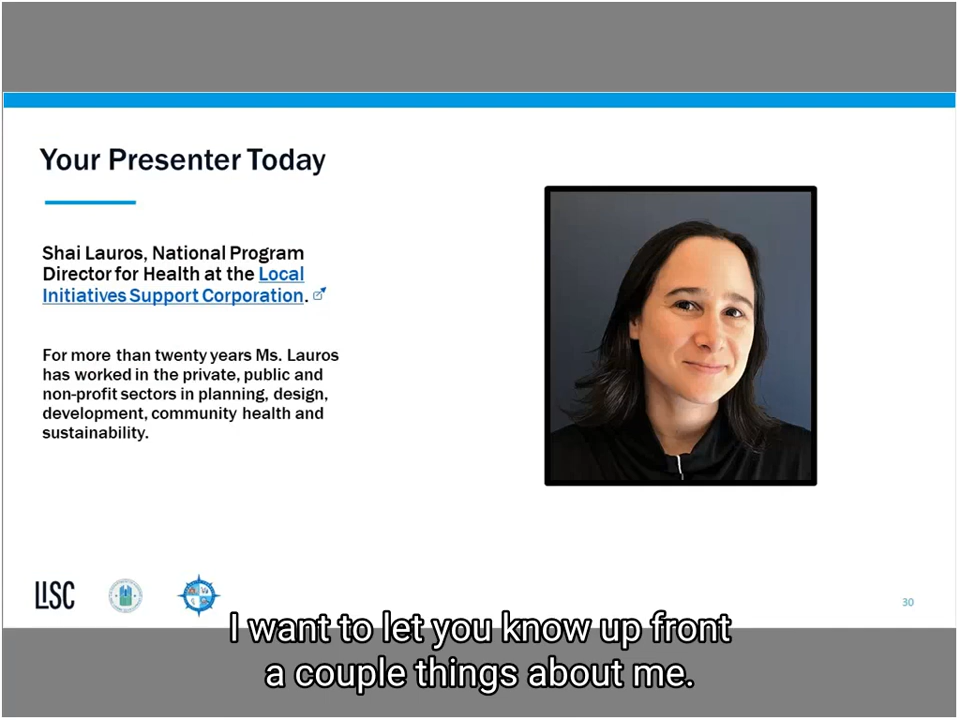 Your Presenter Today
Shai Lauros, National Program
Director for Health at the Local
Initiatives Support Corporation.
For more than twenty years Ms. Lauros
has worked in the private, public and
non-profit sectors in planning, design,
development, community health and
sustainability.
LISC
30
I want to let you know up front
a couple things about me.